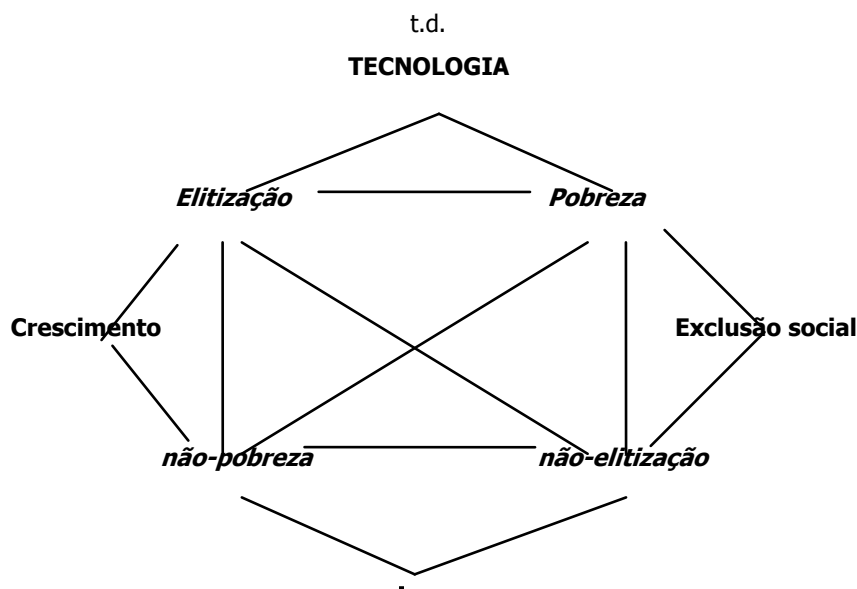 t.d.
TECNOLOGIA
Elitização Pobreza
Crescimento Exclusão social
não-pobreza não-elitização